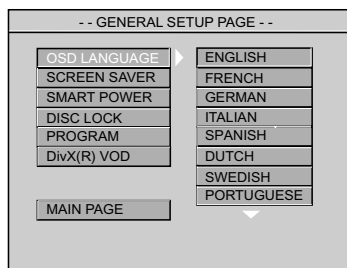 - - GENERAL SETUP PAGE - -
OSD LANGUAGE
SCREEN SAVER
SMART POWER
DISC LOCK
PROGRAM
DivX(R) VOD
MAIN PAGE
ENGLISH
FRENCH
GERMAN
ITALIAN
SPANISH
DUTCH
SWEDISH
PORTUGUESE